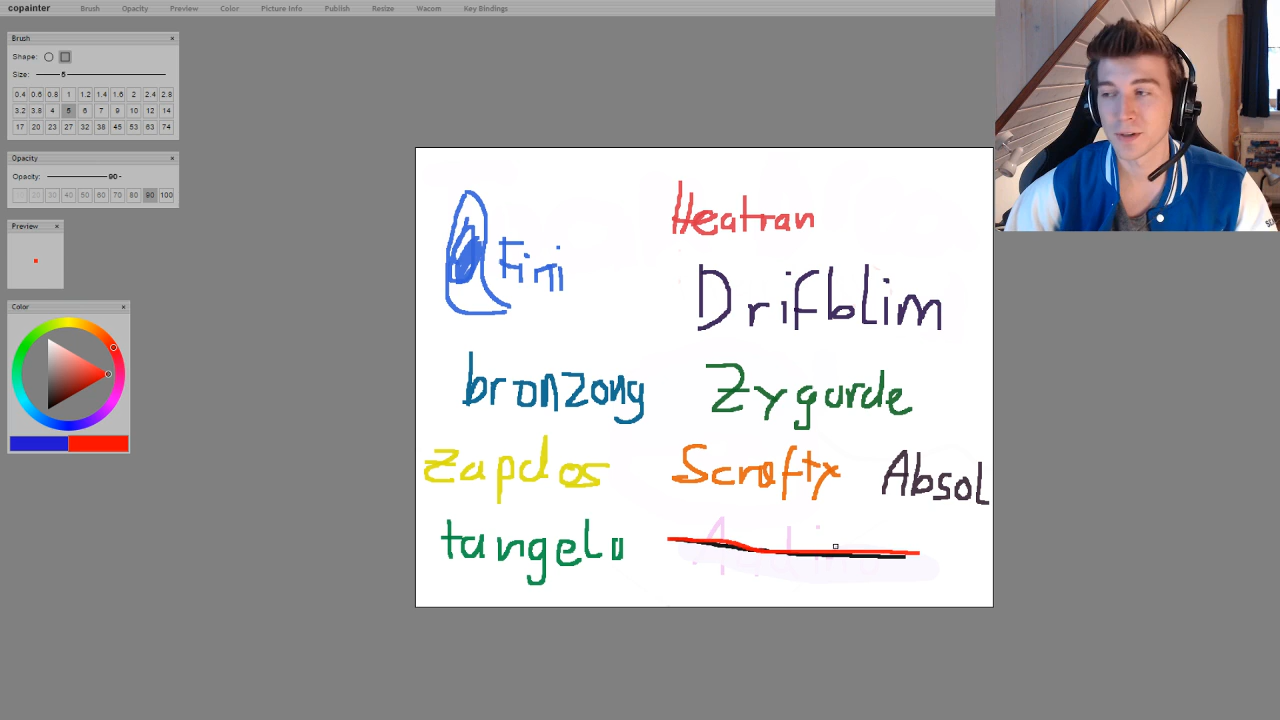 copainter Brush Opacity Preview Color Picture Info Publish Resize Wacom Key Bindings
Brush ×
Shape:
Size: 5
0.4 0.6 0.8 1 1.2 1.4 1.6 2 2.4 2.8
3.2 3.8 4 5 6 7 9 10 12 14
17 20 23 27 32 38 45 53 63 74
Opacity ×
Opacity: 90
20 30 40 50 60 70 80 90 100
Preview ×
Color ×
Fini
Heatran
Drifblim
bronzong
Zygarde
Zapdos
Scrafty
Absol
tangela